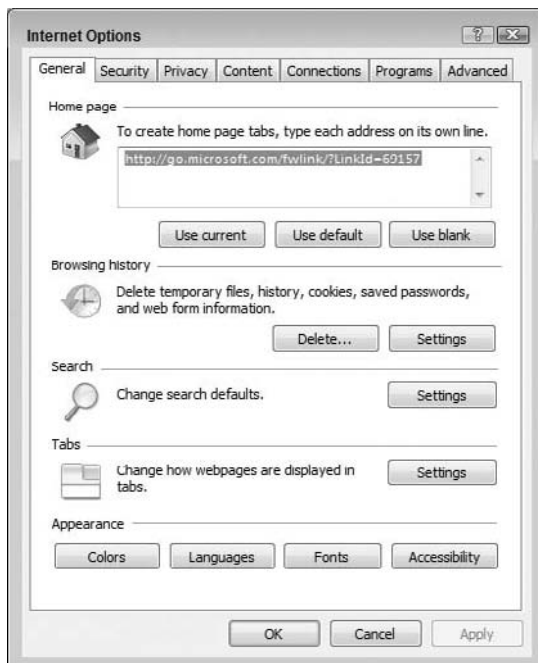 Internet Options
General Security Privacy Content Connections Programs Advanced
Home page
To create home page tabs, type each address on its own line.
http://go.microsoft.com/fwlink/?LinkId=69157
Use current Use default Use blank
Browsing history
Delete temporary files, history, cookies, saved passwords,
and web form information.
Delete... Settings
Search
Change search defaults. Settings
Tabs
Change how webpages are displayed in
tabs. Settings
Appearance
Colors Languages Fonts Accessibility
OK Cancel Apply